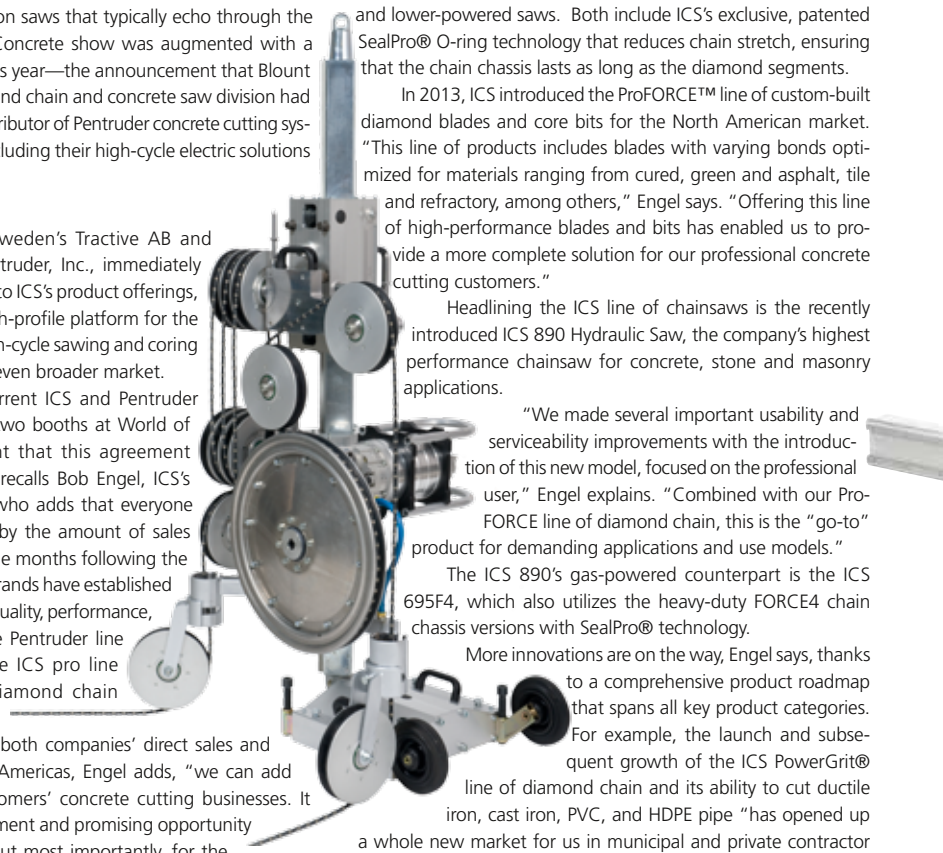 on saws that typically echo through the
Concrete show was augmented with a
s year—the announcement that Blount
nd chain and concrete saw division had
ributor of Pentruder concrete cutting sys-
luding their high-cycle electric solutions
weden's Tractive AB and
truder, Inc., immediately
to ICS's product offerings,
h-profile platform for the
h-cycle sawing and coring
even broader market.
rrent ICS and Pentruder
two booths at World of
nt that this agreement
recalls Bob Engel, ICS's
who adds that everyone
by the amount of sales
e months following the
rands have established
uality, performance,
e Pentruder line
e ICS pro line
iamond chain
both companies' direct sales and
Americas, Engel adds, "we can add
omers' concrete cutting businesses. It
ment and promising opportunity
ut most importantly, for the
and lower-powered saws. Both include ICS's exclusive, patented
SealPro® O-ring technology that reduces chain stretch, ensuring
that the chain chassis lasts as long as the diamond segments.
In 2013, ICS introduced the ProFORCE™ line of custom-built
diamond blades and core bits for the North American market.
"This line of products includes blades with varying bonds opti-
mized for materials ranging from cured, green and asphalt, tile
and refractory, among others," Engel says. "Offering this line
of high-performance blades and bits has enabled us to pro-
vide a more complete solution for our professional concrete
cutting customers."
Headlining the ICS line of chainsaws is the recently
introduced ICS 890 Hydraulic Saw, the company's highest
performance chainsaw for concrete, stone and masonry
applications.
"We made several important usability and
serviceability improvements with the introduc-
tion of this new model, focused on the professional
user," Engel explains. "Combined with our Pro-
FORCE line of diamond chain, this is the "go-to"
product for demanding applications and use models."
The ICS 890's gas-powered counterpart is the ICS
695F4, which also utilizes the heavy-duty FORCE4 chain
chassis versions with SealPro® technology.
More innovations are on the way, Engel says, thanks
to a comprehensive product roadmap
that spans all key product categories.
For example, the launch and subse-
quent growth of the ICS PowerGrit®
line of diamond chain and its ability to cut ductile
iron, cast iron, PVC, and HDPE pipe "has opened up
a whole new market for us in municipal and private contractor